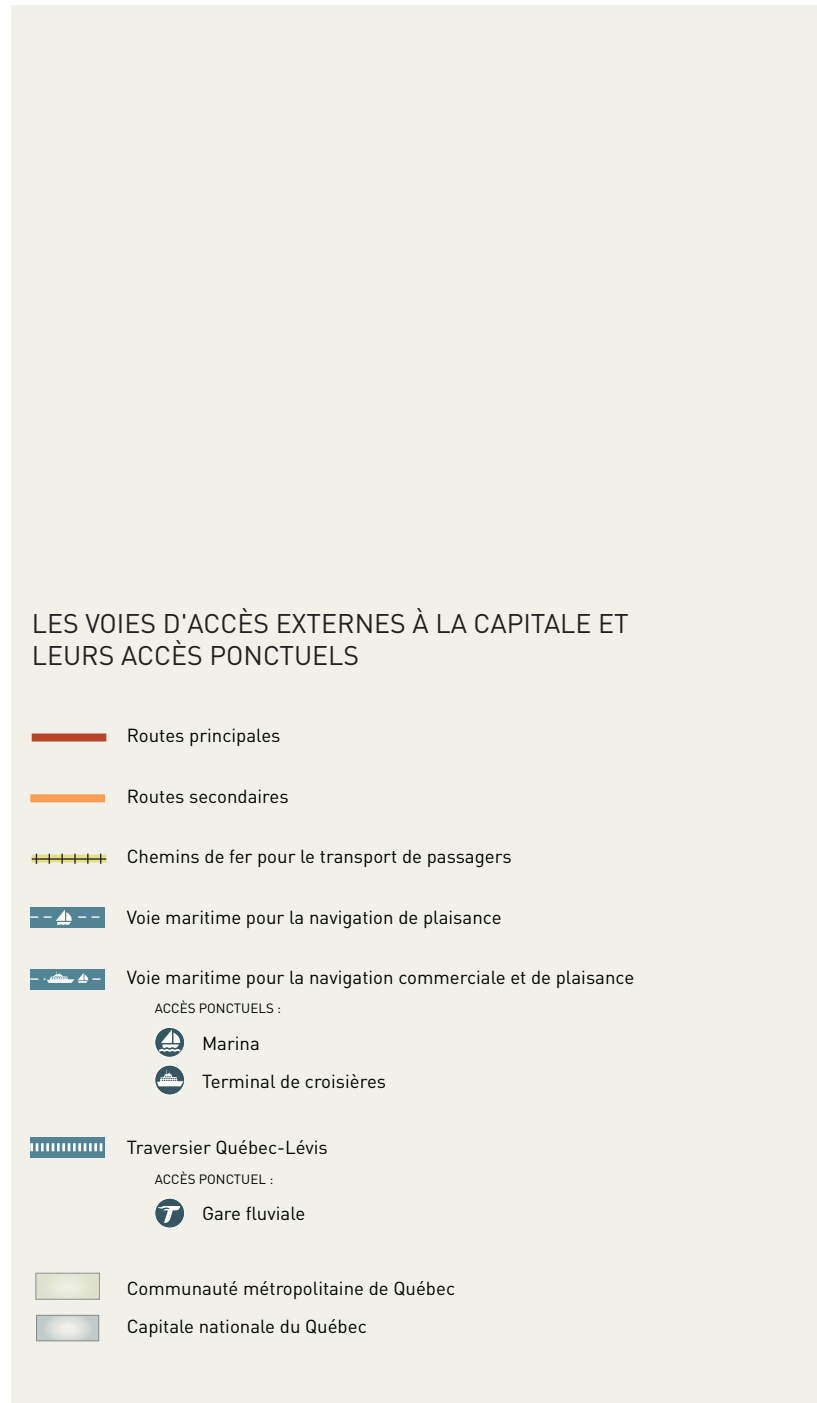 LES VOIES D'ACCÈS EXTERNES À LA CAPITALE ET
LEURS ACCÈS PONCTUELS
Routes principales
Routes secondaires
Chemins de fer pour le transport de passagers
Voie maritime pour la navigation de plaisance
Voie maritime pour la navigation commerciale et de plaisance
ACCÈS PONCTUELS :
Marina
Terminal de croisières
Traversier Québec-Lévis
ACCÈS PONCTUEL :
Gare fluviale
Communauté métropolitaine de Québec
Capitale nationale du Québec